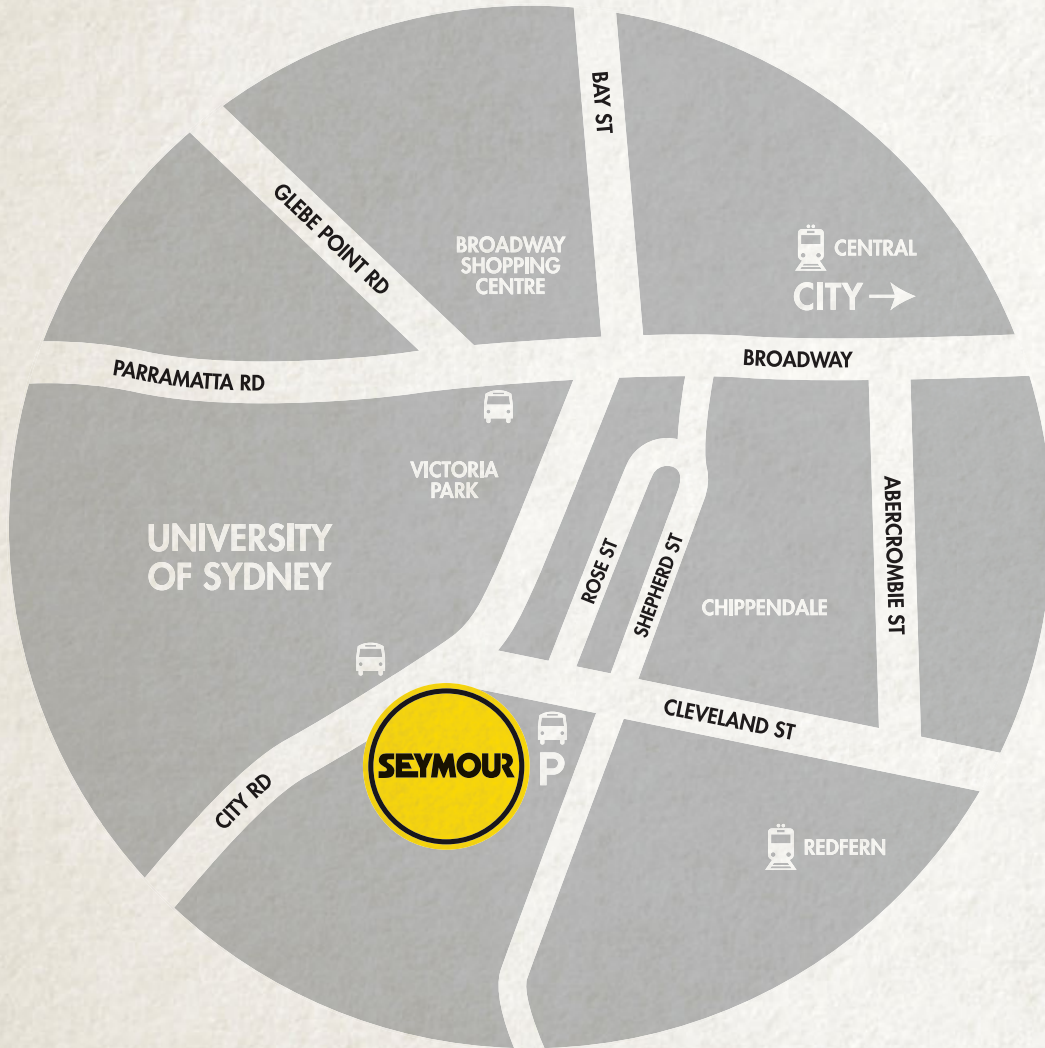 BAY ST
GLEBE POINT RD
BROADWAY
SHOPPING
CENTRE
CENTRAL
CITY
PARRAMATTA RD
BROADWAY
VICTORIA
PARK
UNIVERSITY
OF SYDNEY
ROSE ST
SHEPHERD ST
ABERCROMBIE ST
CHIPPENDALE
CLEVELAND ST
SEYMOUR
P
CITY RD
REDFERN